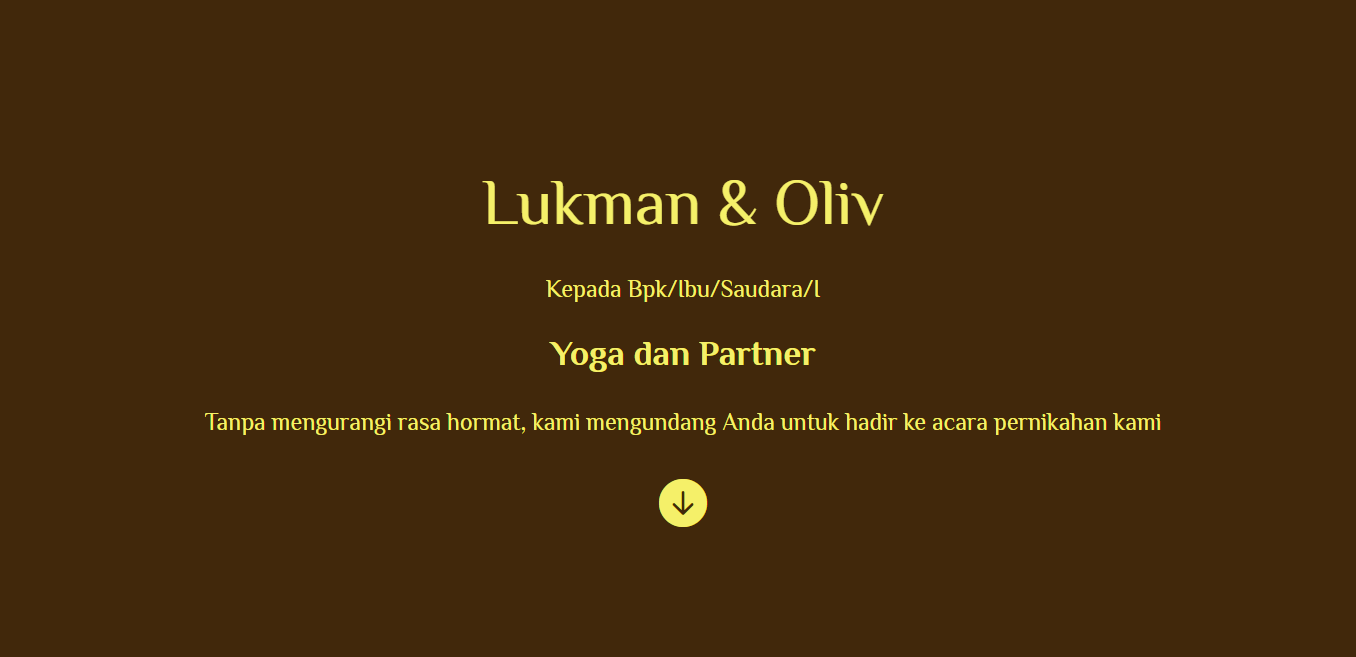 Lukman & Oliv
Kepada Bpk/Ibu/Saudara/I
Yoga dan Partner
Tanpa mengurangi rasa hormat, kami mengundang Anda untuk hadir ke acara pernikahan kami